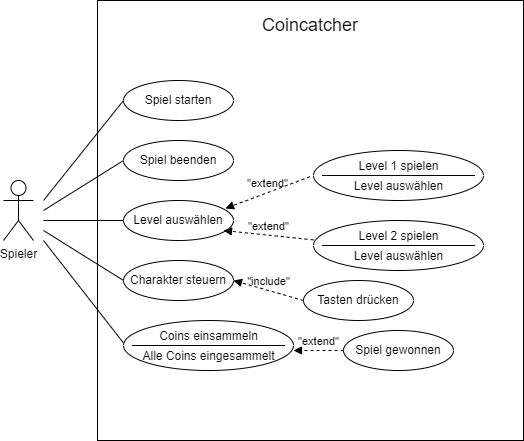 Coincatcher
Spiel starten
Spiel beenden
Level 1 spielen
"extend"
Level auswählen
Level auswählen
"extend"
Level 2 spielen
Spieler
Level auswählen
Charakter steuern
"include"
Tasten drücken
Coins einsammeln
"extend"
Spiel gewonnen
Alle Coins eingesammelt